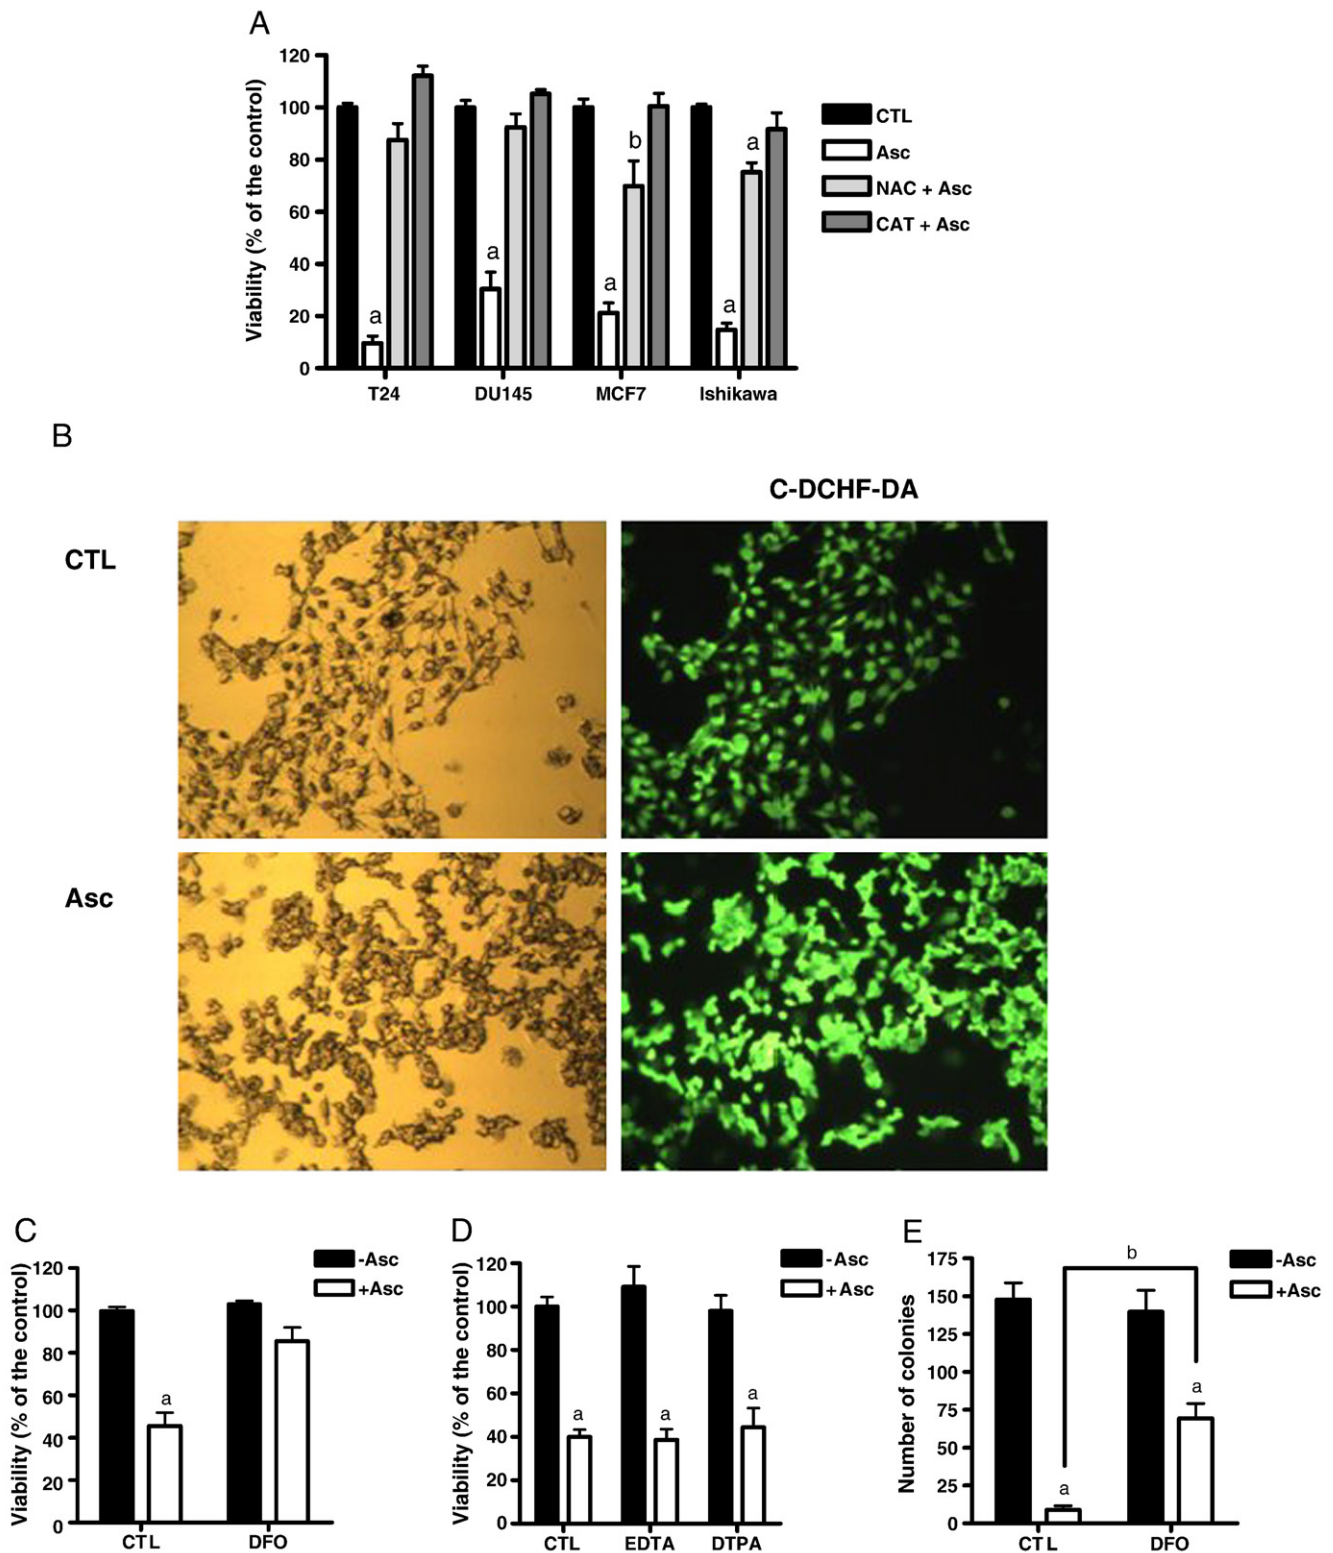 A
Viability (% of the control)
120
100
80
60
40
20
0
a
a
a
b
a
a
T24
DU145
MCF7
Ishikawa
CTL
Asc
NAC + Asc
CAT + Asc
B
C-DCHF-DA
CTL
Asc
C
Viability (% of the control)
120
100
80
60
40
20
0
a
CTL
DFO
-Asc
+Asc
D
Viability (% of the control)
120
100
80
60
40
20
0
a
a
a
CTL
EDTA
DTPA
-Asc
+Asc
E
Number of colonies
175
150
125
100
75
50
25
0
b
a
a
CTL
DFO
-Asc
+Asc